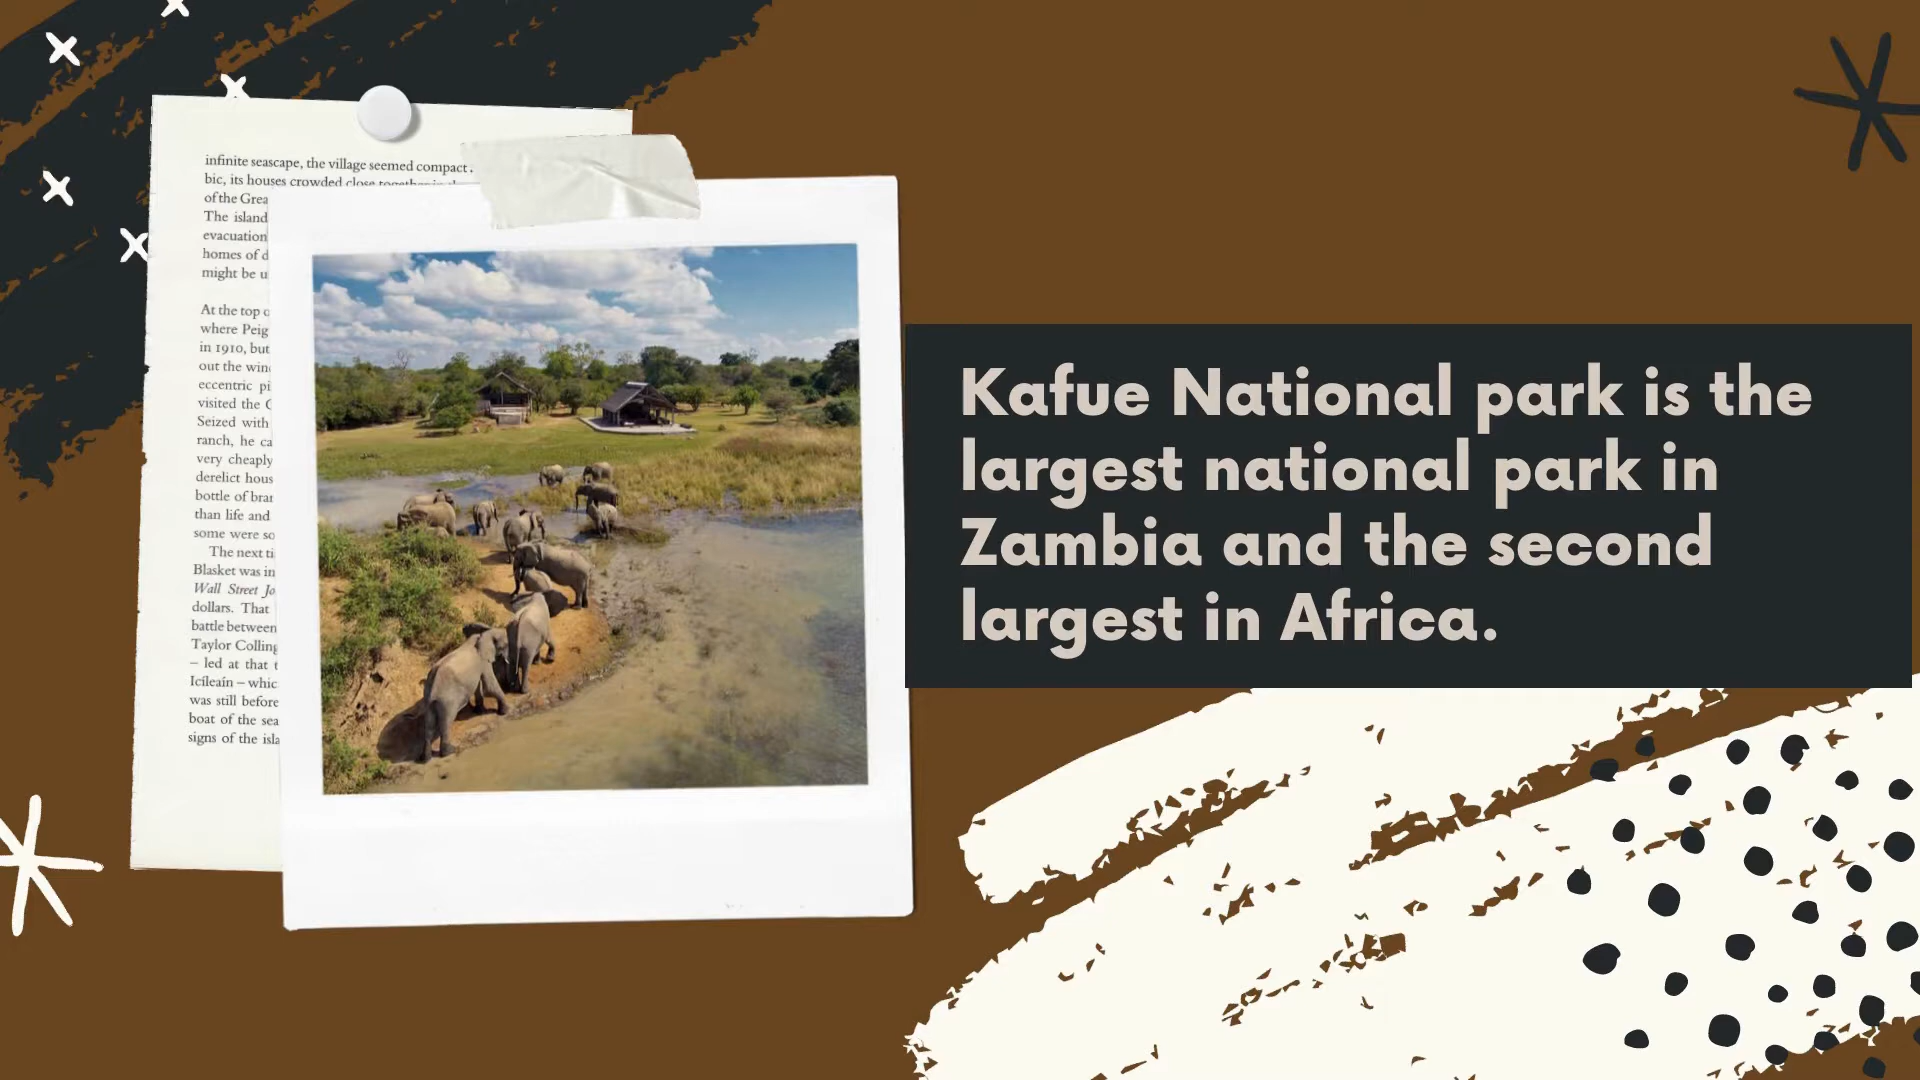 infinite seascape, the village seemed compact
bic, its houses crowded close together in
of the Grea
The island
evacuation
homes of d
might be u
At the top o
where Peig
in 1910, but
out the win
eccentric pi
visited the
Seized with
ranch, he ca
very cheaply
derelict hous
bottle of bran
than life and
some were so
The next ti
Blasket was in
Wall Street Jo
dollars. That
battle between
Taylor Colling
– led at that t
Icíleáin – whic
was still before
boat of the sea
signs of the isla
Kafue National park is the
largest national park in
Zambia and the second
largest in Africa.